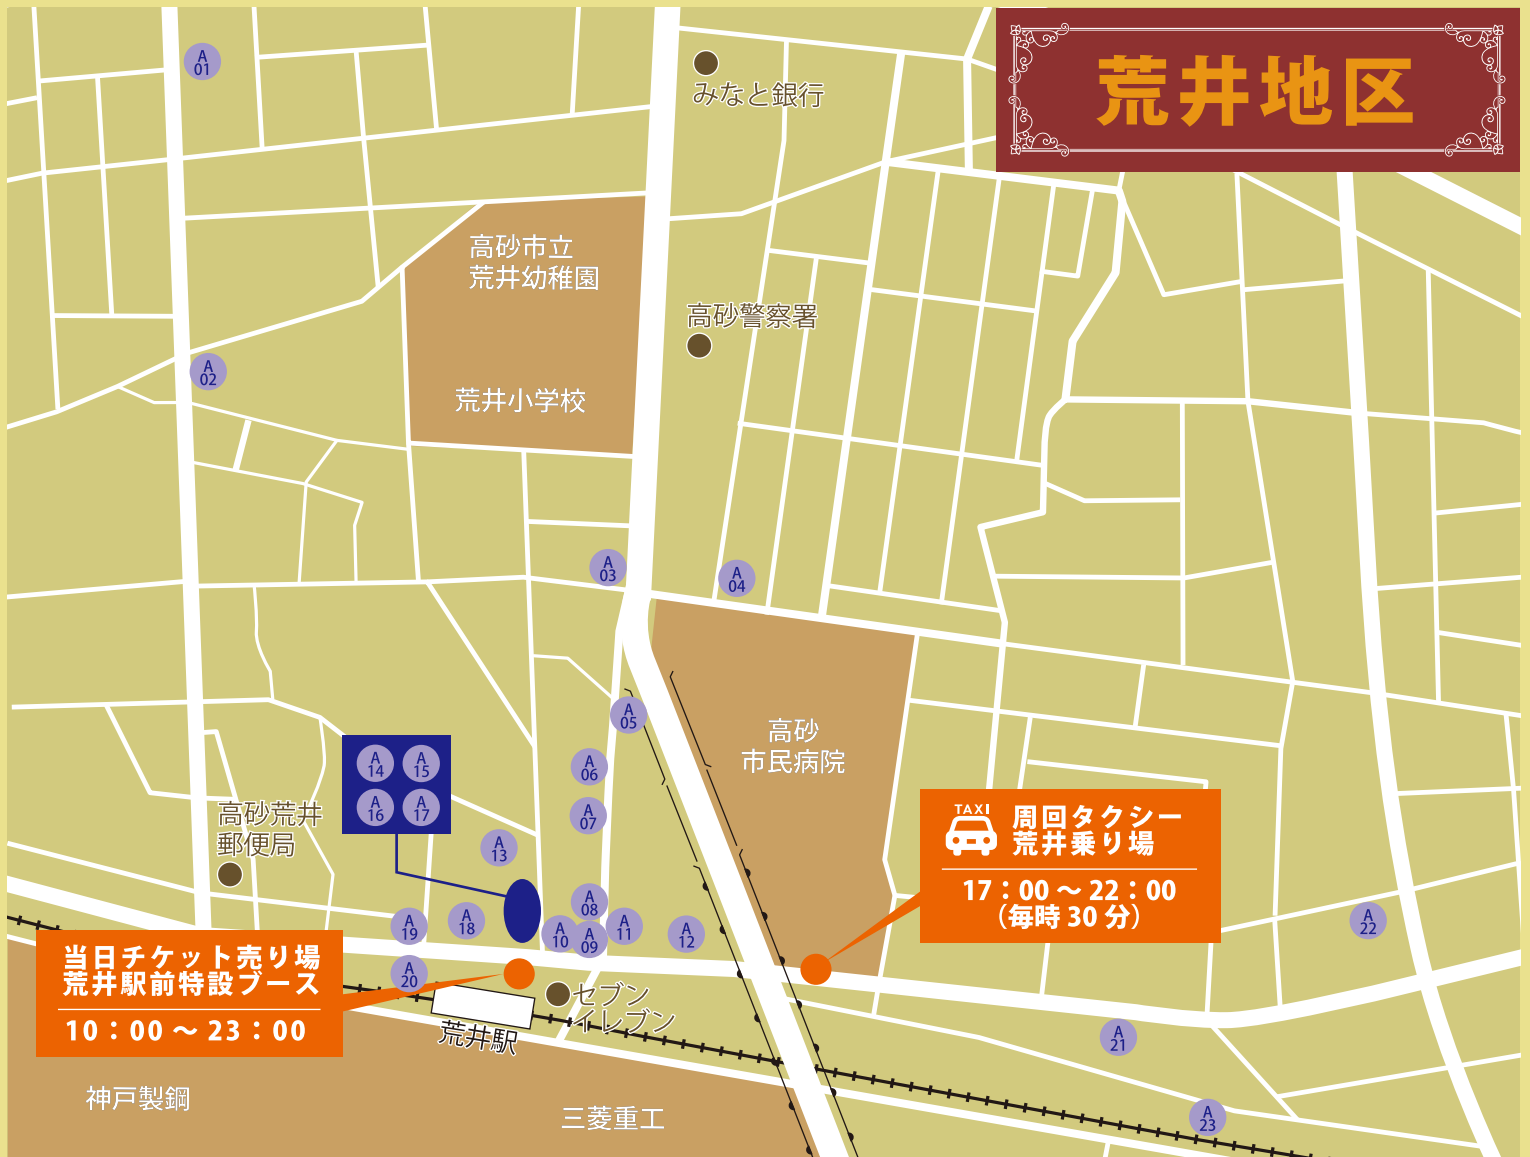 荒井地区
A
01
みなと銀行
高砂市立
荒井幼稚園
高砂警察署
A
02
荒井小学校
A
03
A
04
A
05
高砂
市民病院
A
14
A
15
A
16
A
17
A
06
A
07
高砂荒井
郵便局
A
13
TAXI
周回タクシー
荒井乗り場
17：00 ～ 22：00
（毎時 30 分）
A
08
A
09
A
10
A
11
A
12
A
18
A
19
A
20
A
22
当日チケット売り場
荒井駅前特設ブース
10：00 ～ 23：00
セブン
イレブン
荒井駅
A
21
神戸製鋼
三菱重工
A
23